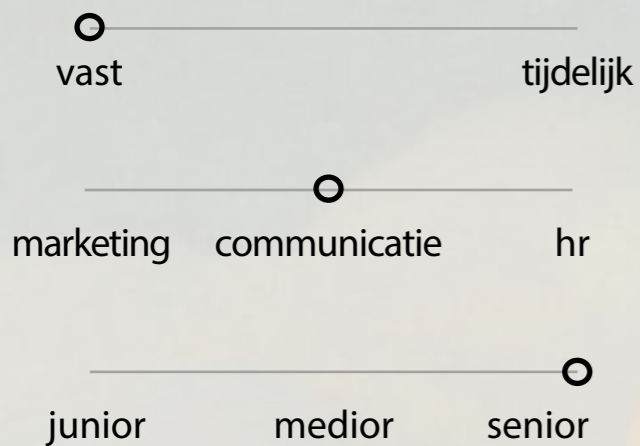 vast tijdelijk
marketing communicatie hr
junior medior senior